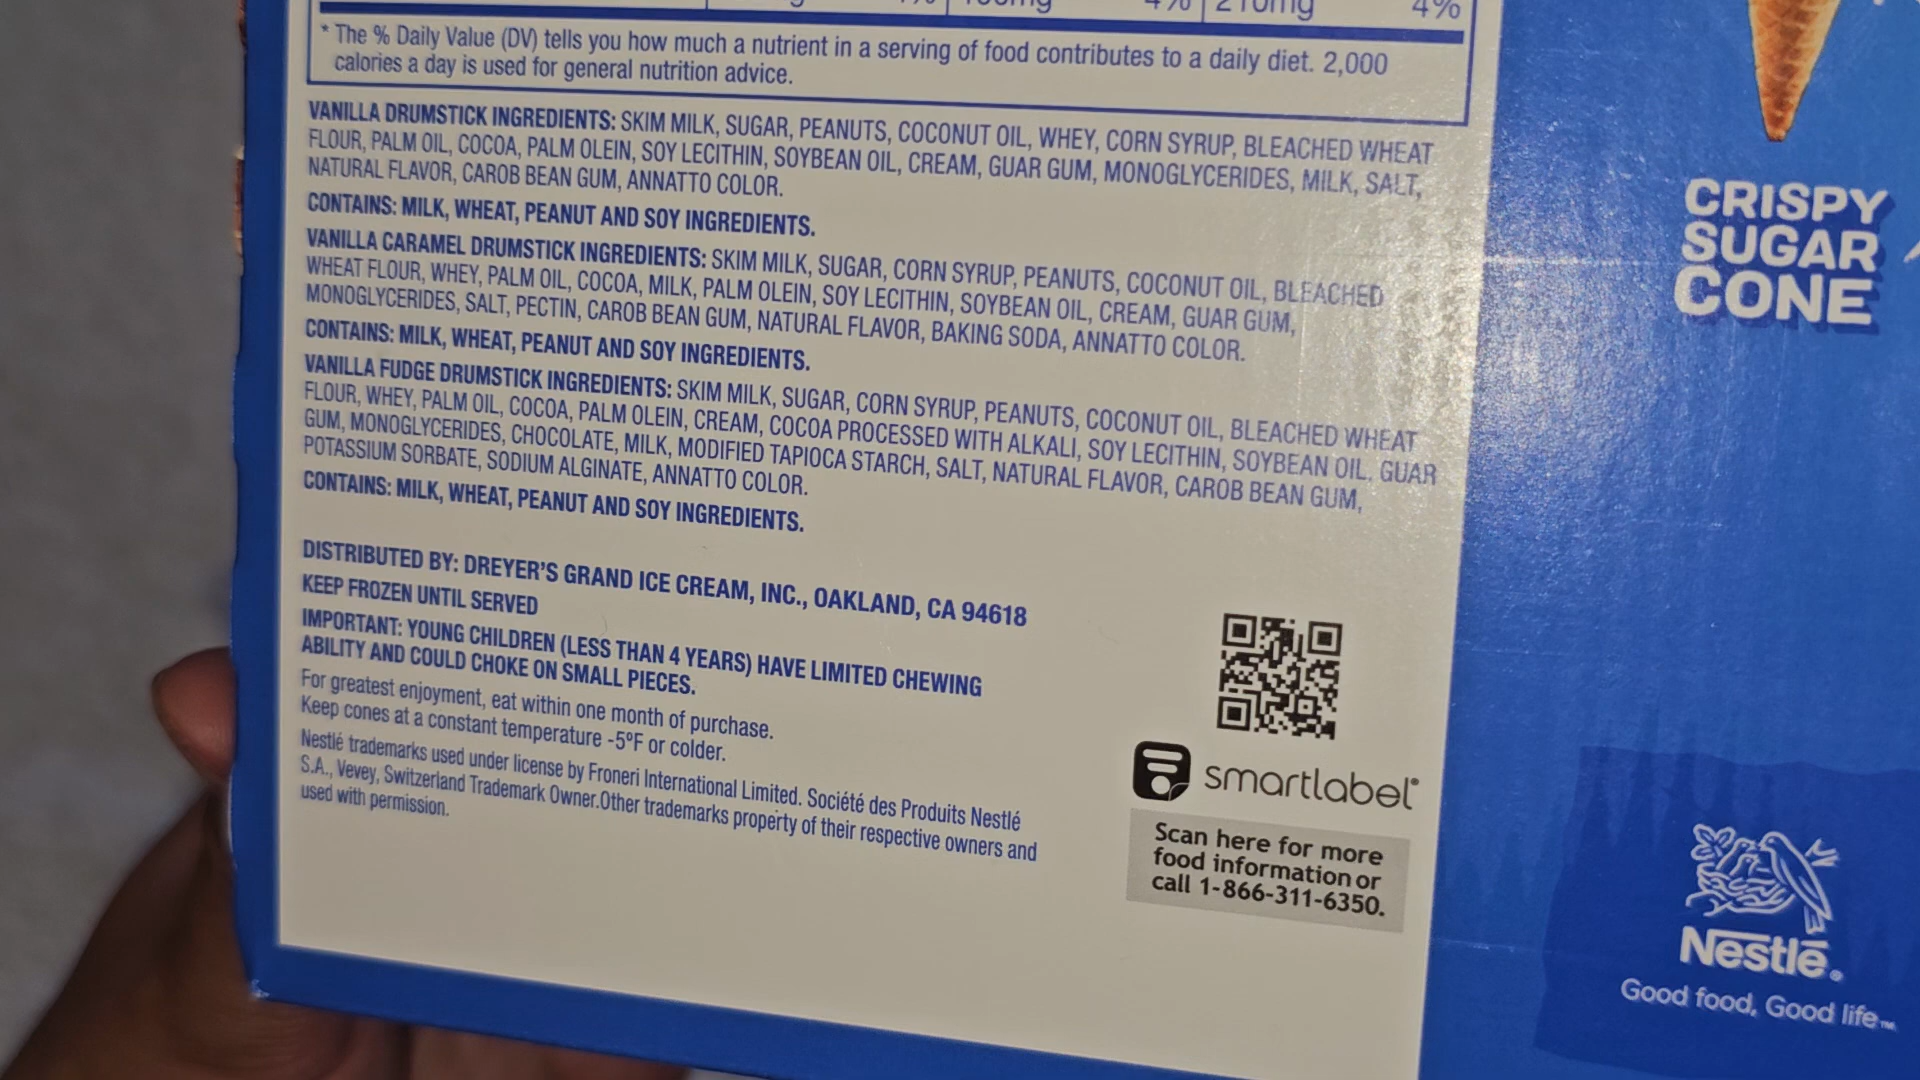 4%
4%
* The % Daily Value (DV) tells you how much a nutrient in a serving of food contributes to a daily diet. 2,000
calories a day is used for general nutrition advice.
VANILLA DRUMSTICK INGREDIENTS: SKIM MILK, SUGAR, PEANUTS, COCONUT OIL, WHEY, CORN SYRUP, BLEACHED WHEAT
FLOUR, PALM OIL, COCOA, PALM OLEIN, SOY LECITHIN, SOYBEAN OIL, CREAM, GUAR GUM, MONOGLYCERIDES, MILK, SALT,
NATURAL FLAVOR, CAROB BEAN GUM, ANNATTO COLOR.
CONTAINS: MILK, WHEAT, PEANUT AND SOY INGREDIENTS.
VANILLA CARAMEL DRUMSTICK INGREDIENTS: SKIM MILK, SUGAR, CORN SYRUP, PEANUTS, COCONUT OIL, BLEACHED
WHEAT FLOUR, WHEY, PALM OIL, COCOA, MILK, PALM OLEIN, SOY LECITHIN, SOYBEAN OIL, CREAM, GUAR GUM,
MONOGLYCERIDES, SALT, PECTIN, CAROB BEAN GUM, NATURAL FLAVOR, BAKING SODA, ANNATTO COLOR.
CONTAINS: MILK, WHEAT, PEANUT AND SOY INGREDIENTS.
VANILLA FUDGE DRUMSTICK INGREDIENTS: SKIM MILK, SUGAR, CORN SYRUP, PEANUTS, COCONUT OIL, BLEACHED WHEAT
FLOUR, WHEY, PALM OIL, COCOA, PALM OLEIN, CREAM, COCOA PROCESSED WITH ALKALI, SOY LECITHIN, SOYBEAN OIL, GUAR
GUM, MONOGLYCERIDES, CHOCOLATE, MILK, MODIFIED TAPIOCA STARCH, SALT, NATURAL FLAVOR, CAROB BEAN GUM,
POTASSIUM SORBATE, SODIUM ALGINATE, ANNATTO COLOR.
CONTAINS: MILK, WHEAT, PEANUT AND SOY INGREDIENTS.
DISTRIBUTED BY: DREYER'S GRAND ICE CREAM, INC., OAKLAND, CA 94618
KEEP FROZEN UNTIL SERVED
IMPORTANT: YOUNG CHILDREN (LESS THAN 4 YEARS) HAVE LIMITED CHEWING
ABILITY AND COULD CHOKE ON SMALL PIECES.
For greatest enjoyment, eat within one month of purchase.
Keep cones at a constant temperature -5°F or colder.
Nestlé trademarks used under license by Froneri International Limited. Société des Produits Nestlé
S.A., Vevey, Switzerland Trademark Owner.Other trademarks property of their respective owners and
used with permission.
smartlabel®
Scan here for more
food information or
call 1-866-311-6350.
CRISPY
SUGAR
CONE
Nestlé®
Good food, Good life™